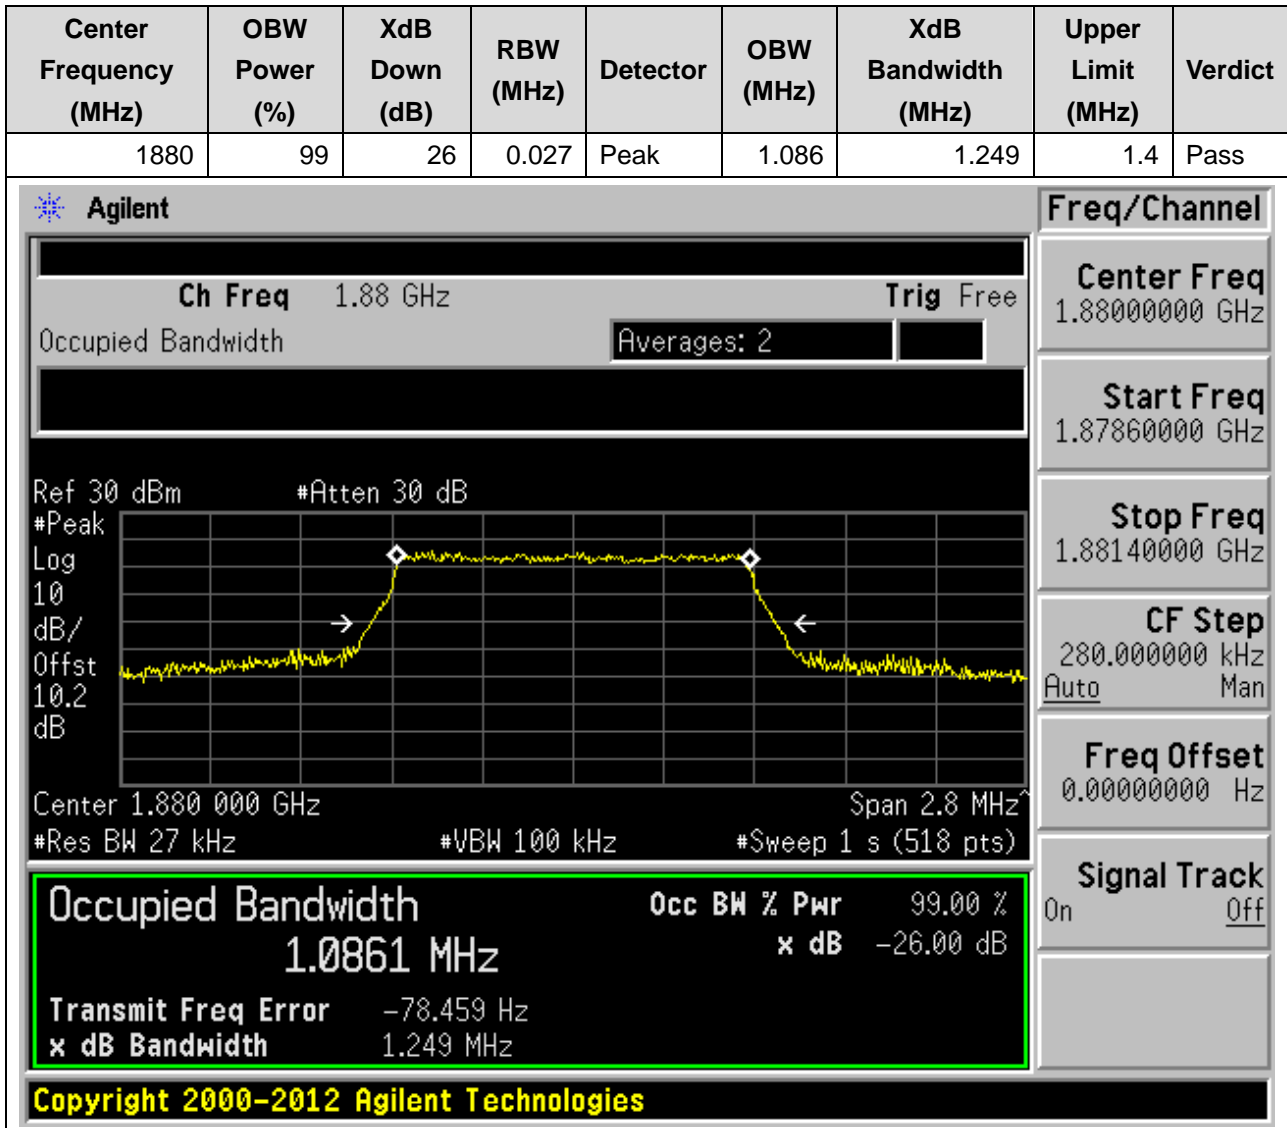 Center Frequency (MHz) OBW Power (%) XdB Down (dB) RBW (MHz) Detector OBW (MHz) XdB Bandwidth (MHz) Upper Limit (MHz) Verdict
1880 99 26 0.027 Peak 1.086 1.249 1.4 Pass
Agilent Freq/Channel
Ch Freq 1.88 GHz Trig Free
Occupied Bandwidth Averages: 2
Center Freq
1.88000000 GHz
Start Freq
1.87860000 GHz
Stop Freq
1.88140000 GHz
CF Step
280.000000 kHz
Auto Man
Freq Offset
0.00000000 Hz
Signal Track
On Off
Ref 30 dBm #Atten 30 dB
#Peak
Log
10
dB/
Offst
10.2
dB
Center 1.880 000 GHz Span 2.8 MHz^
#Res BW 27 kHz #VBW 100 kHz #Sweep 1 s (518 pts)
Occupied Bandwidth Occ BW % Pwr 99.00 %
1.0861 MHz x dB -26.00 dB
Transmit Freq Error -78.459 Hz
x dB Bandwidth 1.249 MHz
Copyright 2000-2012 Agilent Technologies